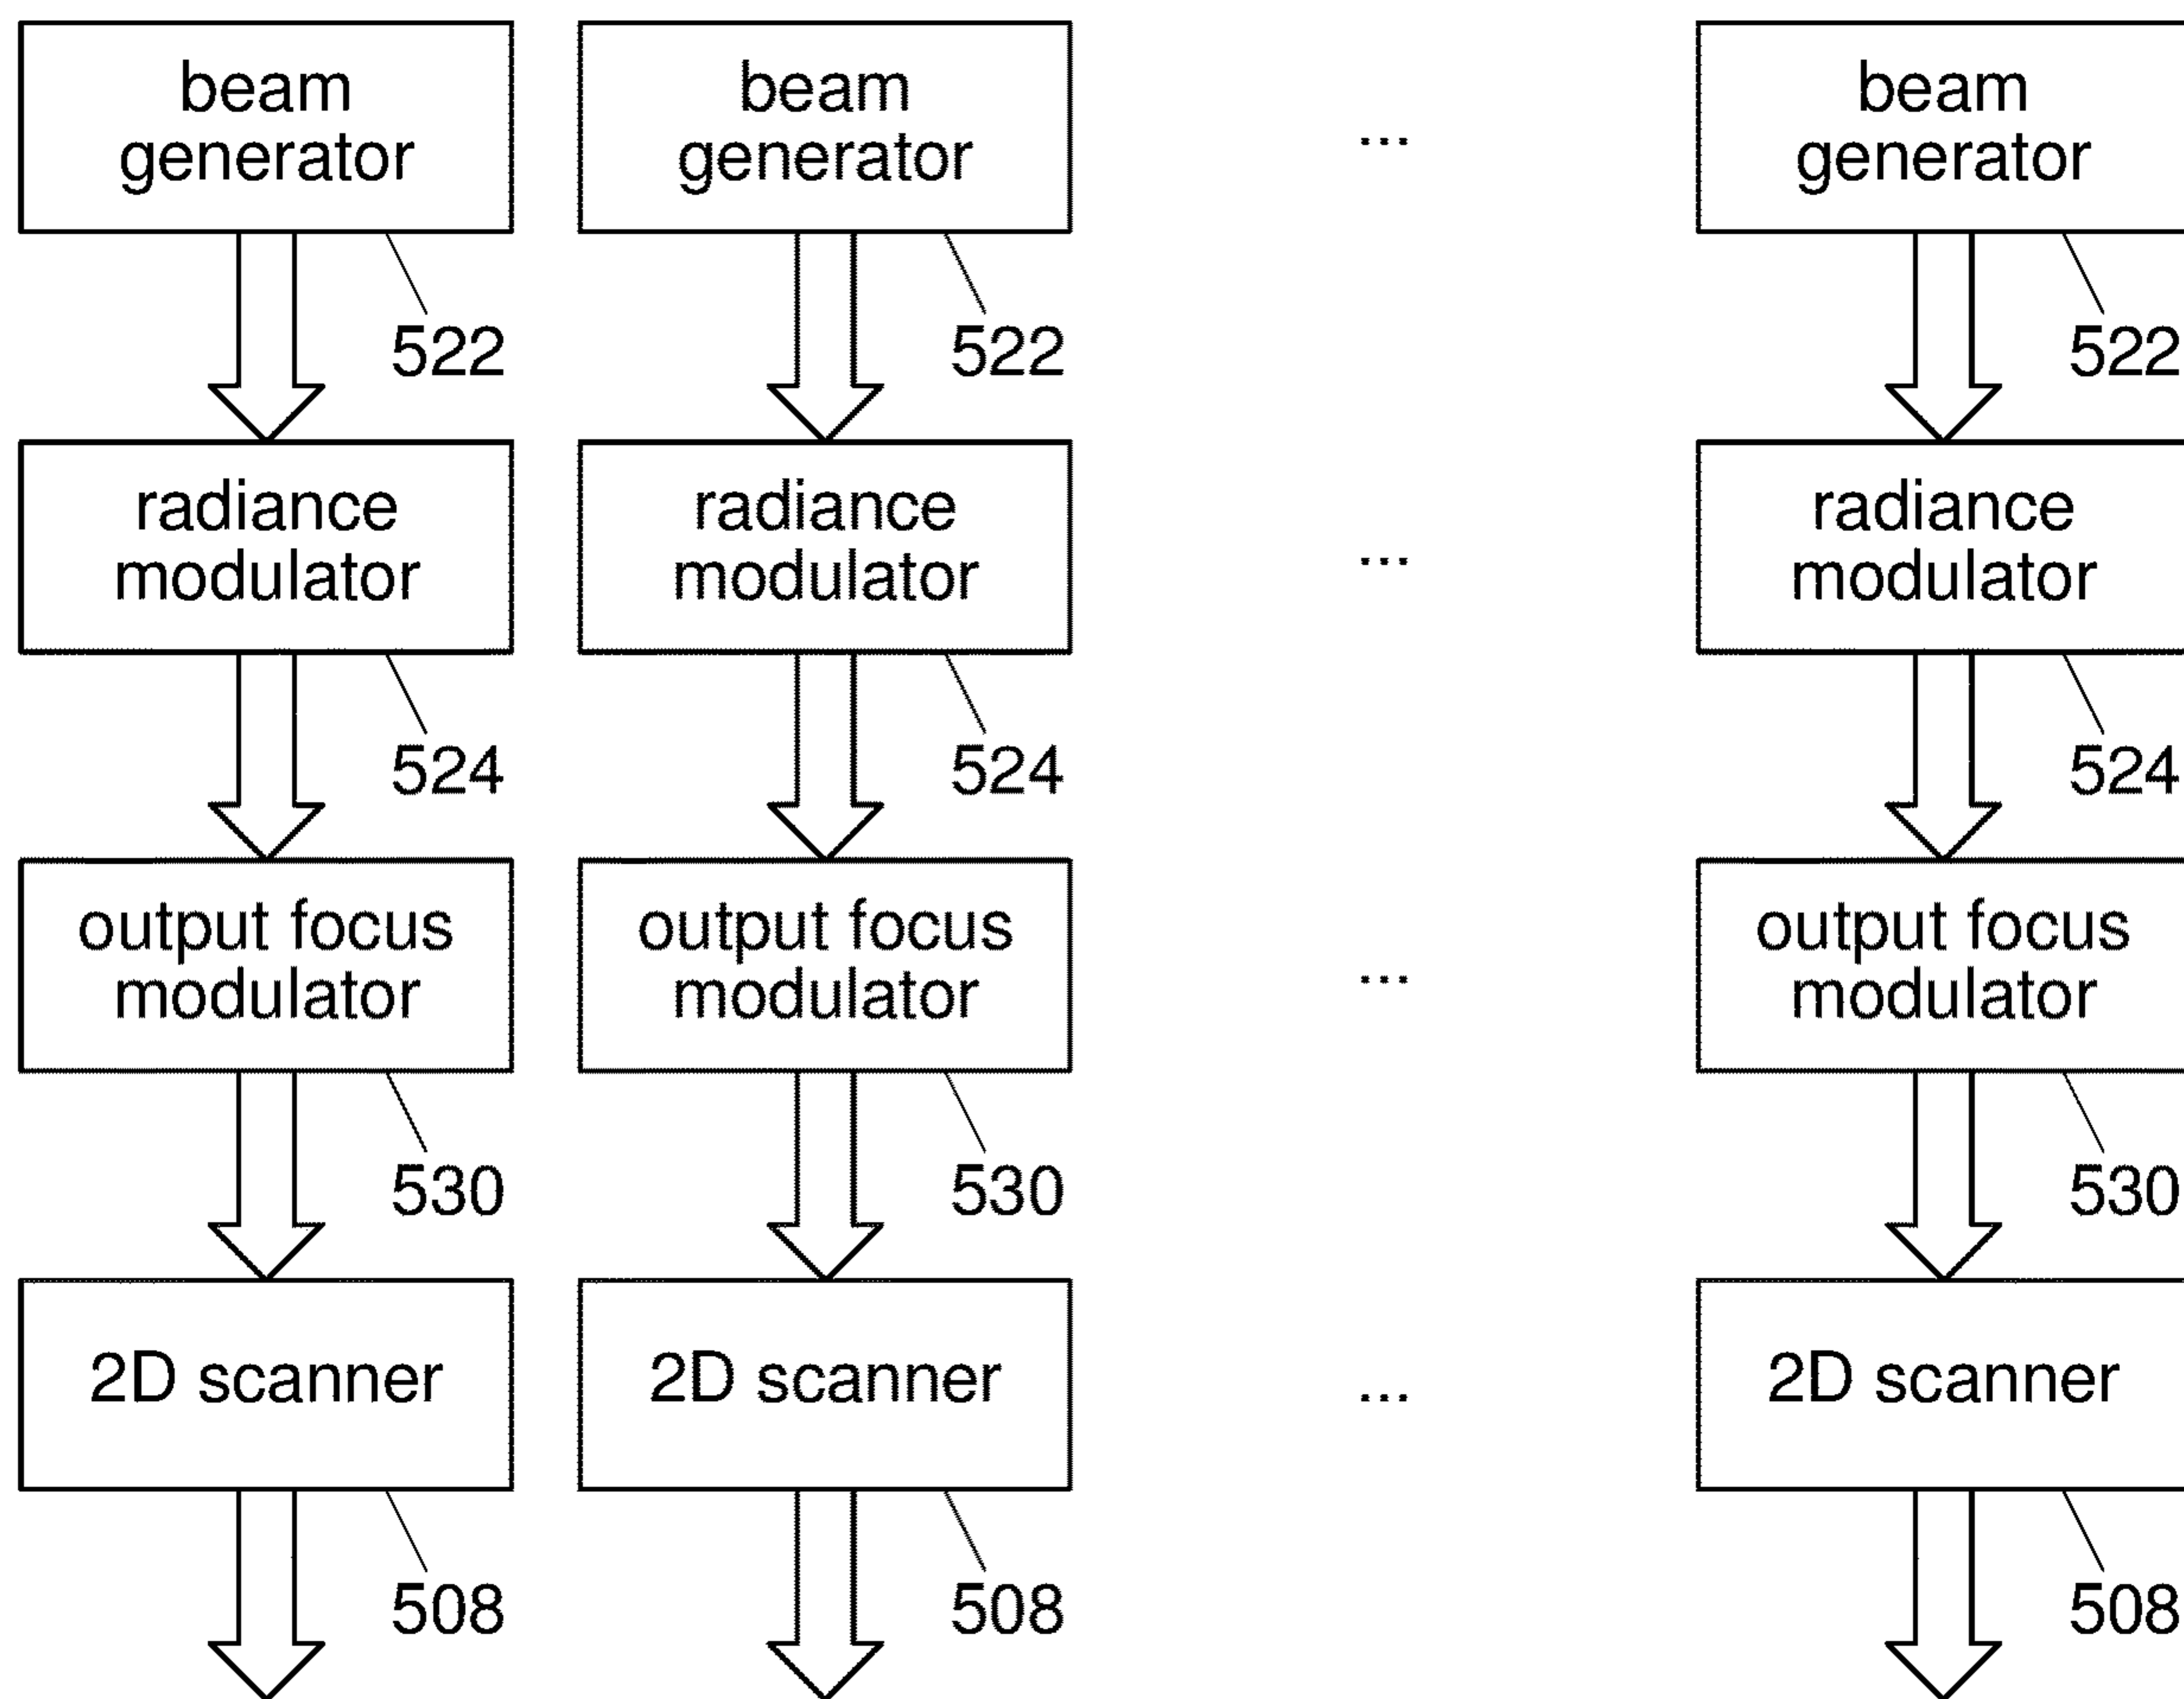 beam
generator
beam
generator
...
beam
generator
522
522
522
radiance
modulator
radiance
modulator
...
radiance
modulator
524
524
524
output focus
modulator
output focus
modulator
...
output focus
modulator
530
530
530
2D scanner
2D scanner
...
2D scanner
508
508
508